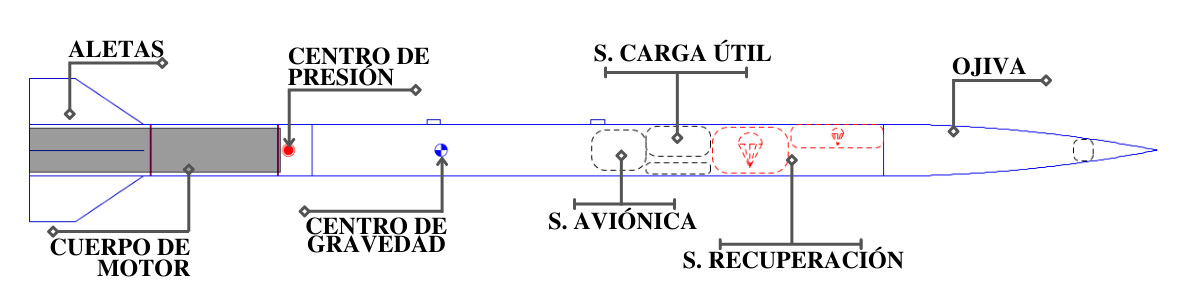 ALETAS
CENTRO DE
PRESIÓN
S. CARGA ÚTIL
OJIVA
CUERPO DE
MOTOR
CENTRO DE
GRAVEDAD
S. AVIÓNICA
S. RECUPERACIÓN